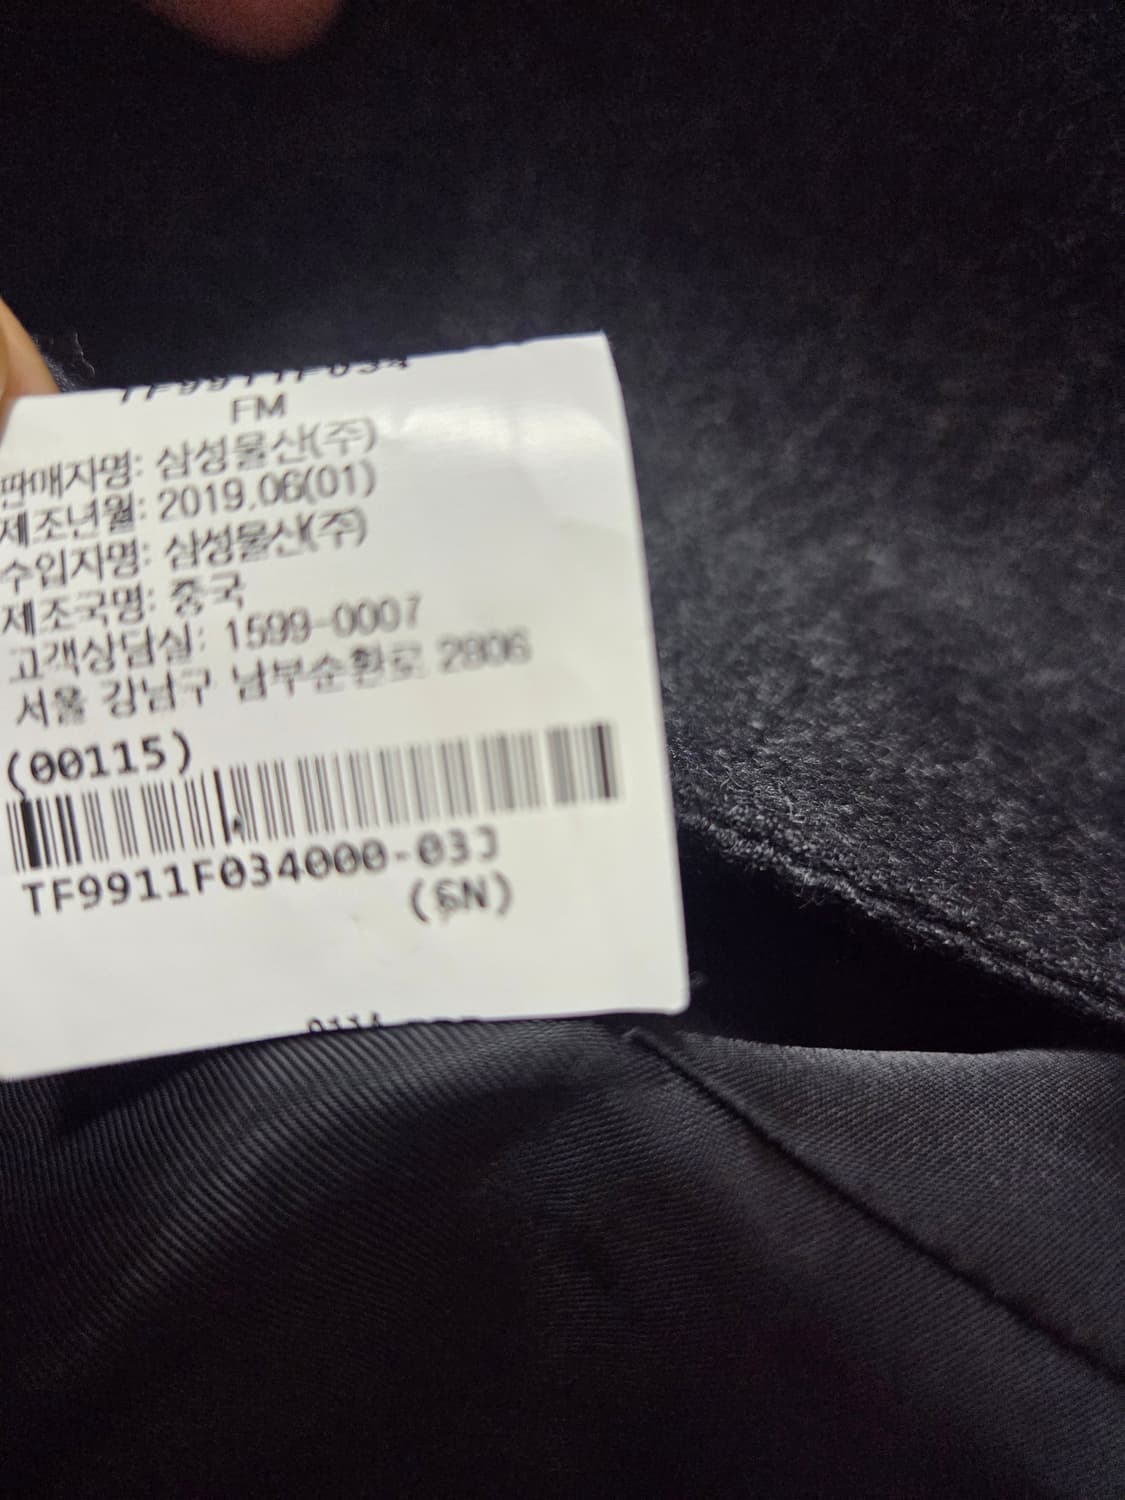 TF9911F034
FM
판매자명: 삼성물산(주)
제조년월: 2019.06(01)
수입자명: 삼성물산(주)
제조국명: 중국
고객상담실: 1599-0007
서울 강남구 남부순환로 2806
(00115)
TF9911F034000-03J
(6N)